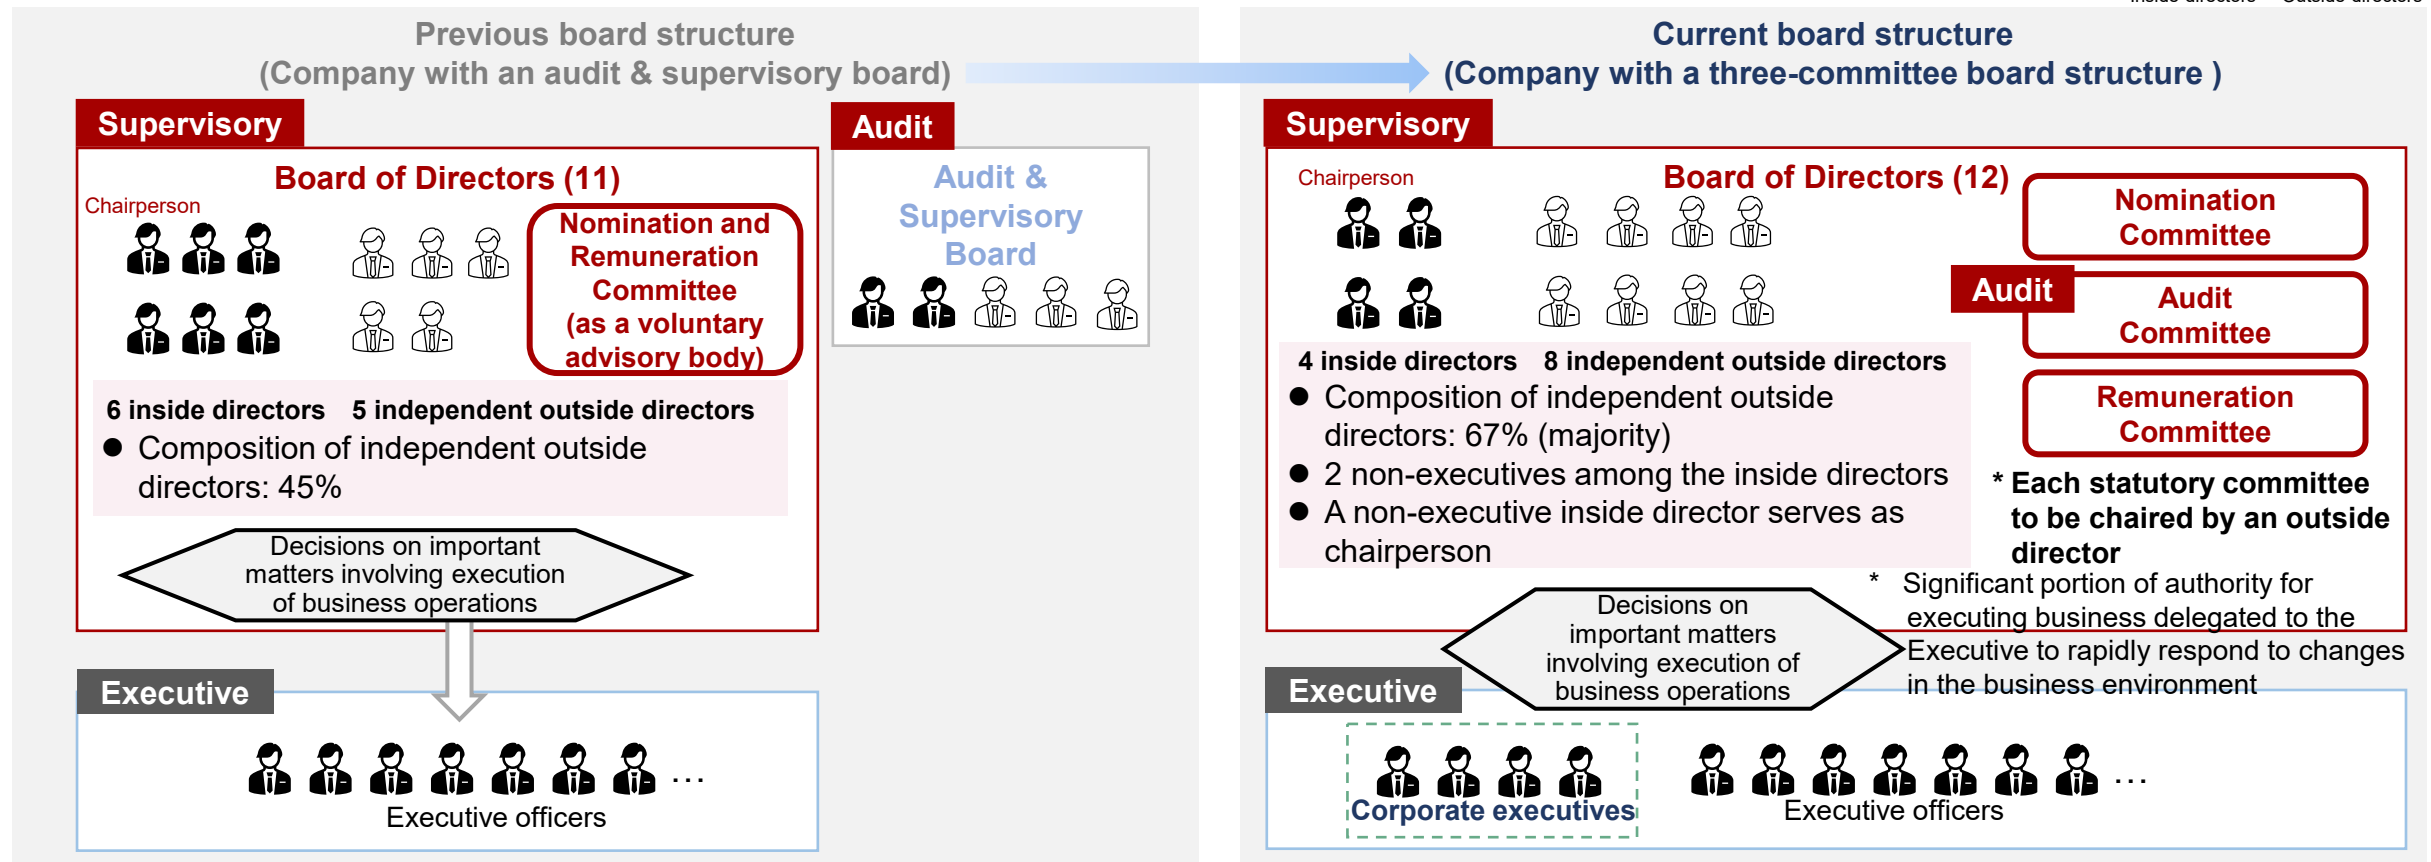 Inside directors Outside directors
Previous board structure
(Company with an audit & supervisory board)
Supervisory
Board of Directors (11)
Chairperson
Nomination and
Remuneration
Committee
(as a voluntary
advisory body)
6 inside directors 5 independent outside directors
● Composition of independent outside
directors: 45%
Decisions on important
matters involving execution
of business operations
Audit
Audit &
Supervisory
Board
Executive
...
Executive officers
Current board structure
(Company with a three-committee board structure )
Supervisory
Chairperson
Board of Directors (12)
Nomination
Committee
Audit
Audit
Committee
Remuneration
Committee
4 inside directors 8 independent outside directors
● Composition of independent outside
directors: 67% (majority)
● 2 non-executives among the inside directors
● A non-executive inside director serves as
chairperson
* Each statutory committee
to be chaired by an outside
director
* Significant portion of authority for
executing business delegated to the
Executive to rapidly respond to changes
in the business environment
Decisions on
important matters
involving execution of
business operations
Executive
Corporate executives
...
Executive officers